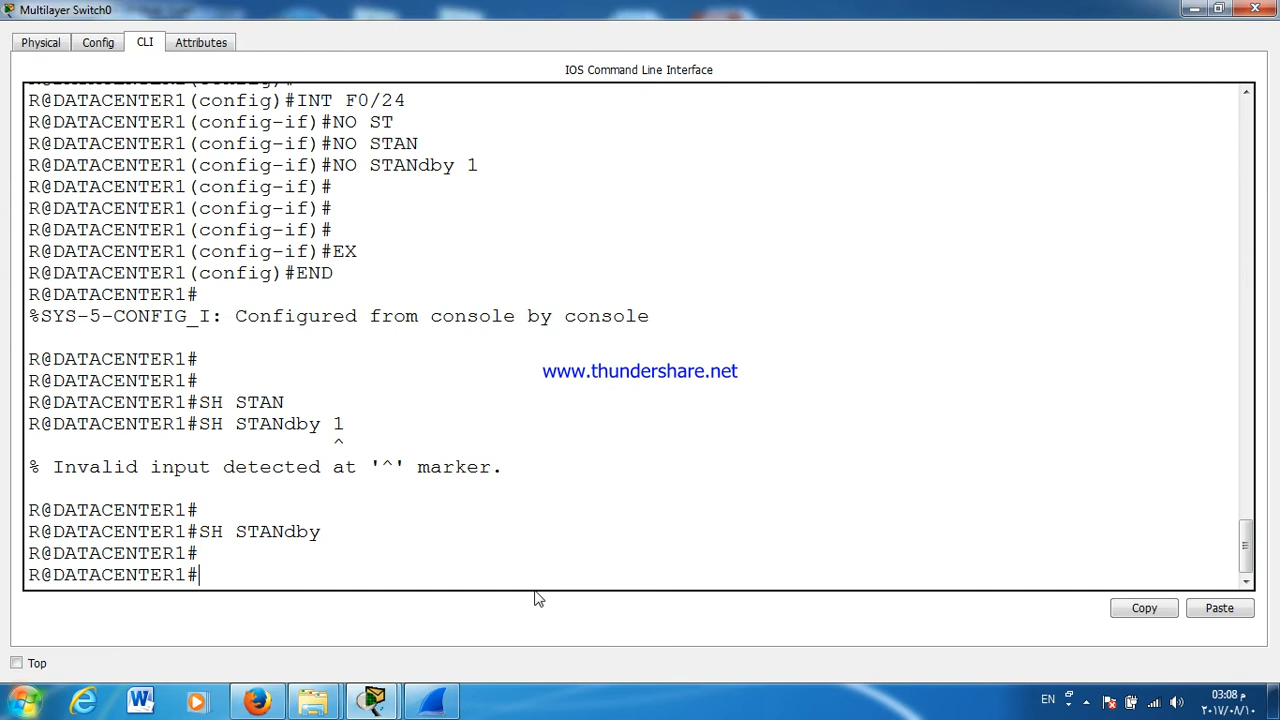 Multilayer Switch0
Physical Config CLI Attributes
IOS Command Line Interface
R@DATACENTER1(config)#INT F0/24
R@DATACENTER1(config-if)#NO ST
R@DATACENTER1(config-if)#NO STAN
R@DATACENTER1(config-if)#NO STANdby 1
R@DATACENTER1(config-if)#
R@DATACENTER1(config-if)#
R@DATACENTER1(config-if)#
R@DATACENTER1(config-if)#EX
R@DATACENTER1(config)#END
R@DATACENTER1#
%SYS-5-CONFIG_I: Configured from console by console
R@DATACENTER1#
www.thundershare.net
R@DATACENTER1#
R@DATACENTER1#SH STAN
R@DATACENTER1#SH STANdby 1
^
% Invalid input detected at '^' marker.
R@DATACENTER1#
R@DATACENTER1#SH STANdby
R@DATACENTER1#
R@DATACENTER1#
Copy Paste
Top
EN
03:08 م
٢٠١٧/٠٨/١٠